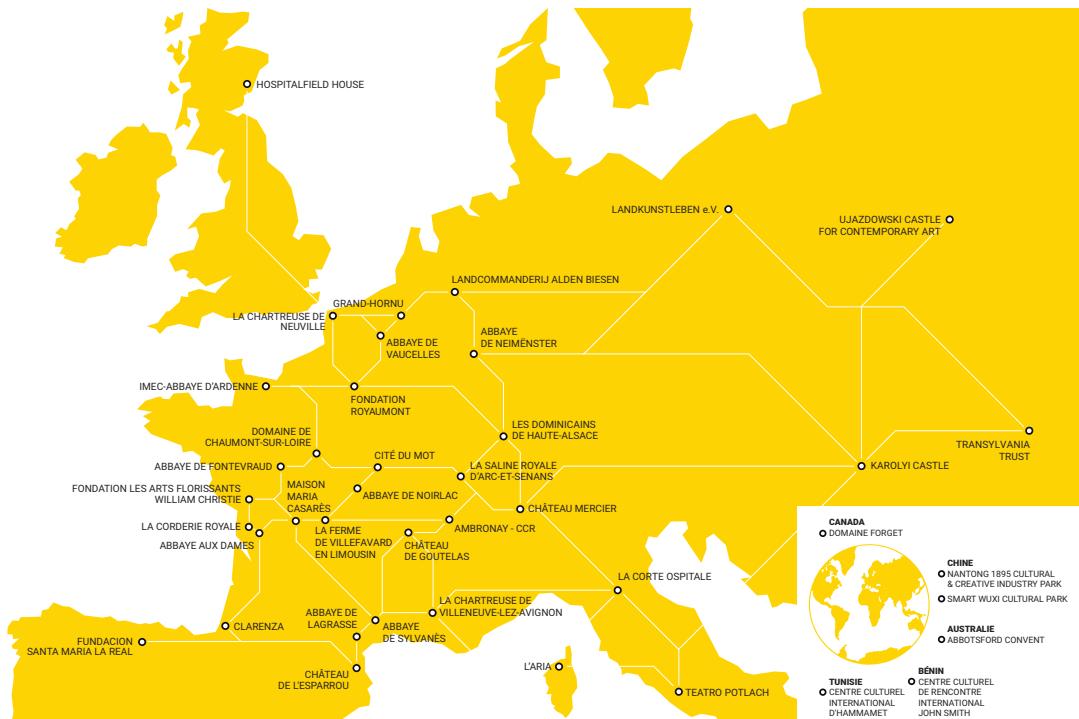 HOSPITALFIELD HOUSE
LANDKUNSTLEBEN e.V.
UJAZDOWSKI CASTLE
FOR CONTEMPORARY ART
LANDCOMMANDERIJ ALDEN BIESEN
GRAND-HORNU
LA CHARTREUSE DE
NEUVILLE
ABBAYE DE
VAUCELLES
ABBAYE
DE NEIMËNSTER
IMEC-ABBAYE D'ARDENNE
FONDATION
ROYAUMONT
DOMAINE DE
CHAUMONT-SUR-LOIRE
LES DOMINICAINS
DE HAUTE-ALSACE
TRANSYLVANIA
TRUST
ABBAYE DE FONTEVRAUD
CITÉ DU MOT
LA SALINE ROYALE
D'ARC-ET-SENANS
KAROLYI CASTLE
FONDATION LES ARTS FLORISSANTS
WILLIAM CHRISTIE
MAISON
MARIA
CASARÈS
ABBAYE DE NOIRLAC
CHÂTEAU MERCIER
LA CORDERIE ROYALE
ABBAYE AUX DAMES
LA FERME
DE VILLEFAVARD
EN LIMOUSIN
AMBRONAY - CCR
CHÂTEAU
DE GOUTELAS
LA CORTE OSPITALE
LA CHARTREUSE DE
VILLENEUVE-LEZ-AVIGNON
ABBAYE DE
LAGRASSE
ABBAYE
DE SYLVANÈS
CLARENZA
FUNDACION
SANTA MARIA LA REAL
CHÂTEAU
DE L'ESPARROU
L'ARIA
TEATRO POTLACH
CANADA
DOMAINE FORGET
CHINE
NANTONG 1895 CULTURAL
& CREATIVE INDUSTRY PARK
SMART WUXI CULTURAL PARK
AUSTRALIE
ABBOTSFORD CONVENT
TUNISIE
CENTRE CULTUREL
INTERNATIONAL
D'HAMMAMET
BÉNIN
CENTRE CULTUREL
DE RENCONTRE
INTERNATIONAL
JOHN SMITH